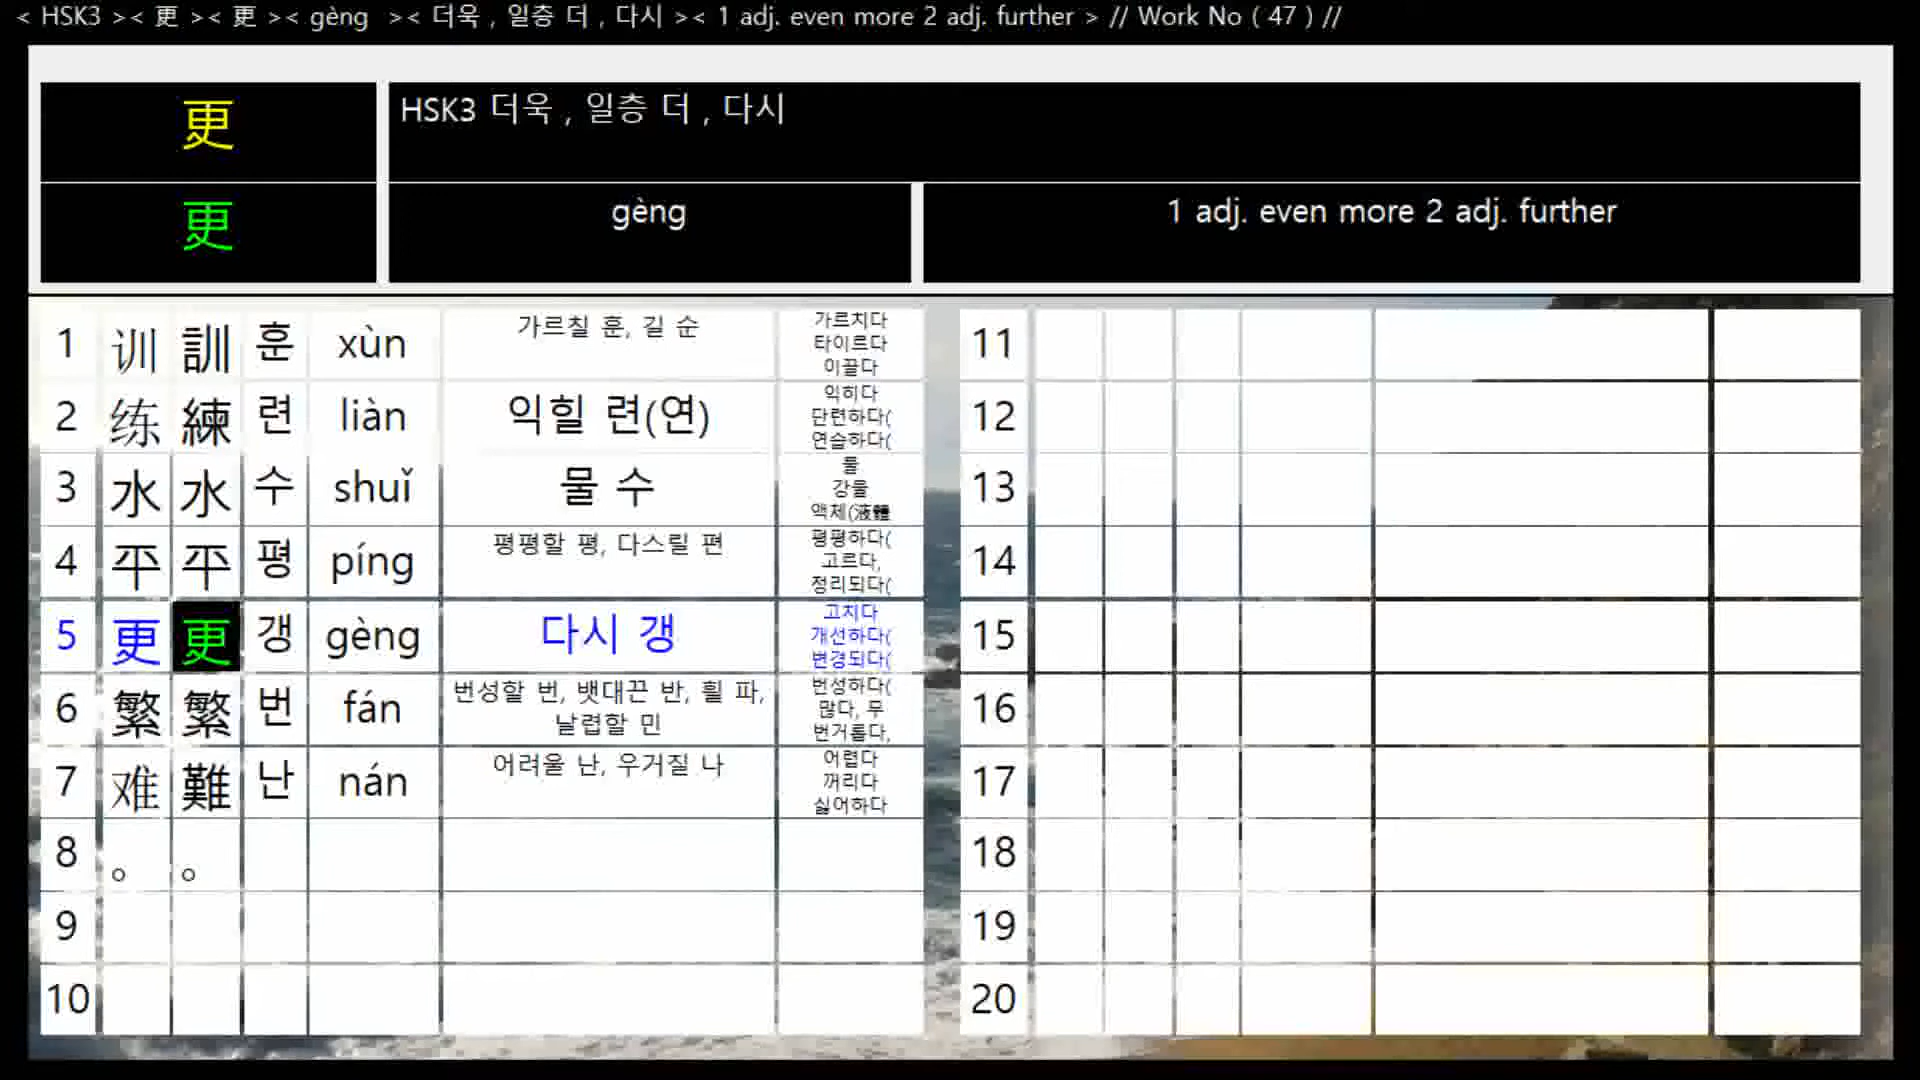 < HSK3 >< 更 >< 更 >< gèng >< 더욱 , 일층 더 , 다시 >< 1 adj. even more 2 adj. further > // Work No ( 47 ) //
更
HSK3 더욱 , 일층 더 , 다시
更
gèng
1 adj. even more 2 adj. further
1 训 訓 훈 xùn 가르칠 훈, 길 순
가르치다
타이르다
이끌다
2 练 練 련 liàn 익힐 련(연)
익히다
단련하다(
연습하다(
3 水 水 수 shuǐ 물 수
물
강물
액체(液體
4 平 平 평 píng 평평할 평, 다스릴 편
평평하다(
고르다,
정리되다(
5 更 更 갱 gèng 다시 갱
고치다
개선하다(
변경되다(
6 繁 繁 번 fán 번성할 번, 뱃대끈 반, 흴 파,
날렵할 민
번성하다(
많다, 무
번거롭다,
7 难 難 난 nán 어려울 난, 우거질 나
어렵다
꺼리다
싫어하다
8 。 。
9
10
11
12
13
14
15
16
17
18
19
20